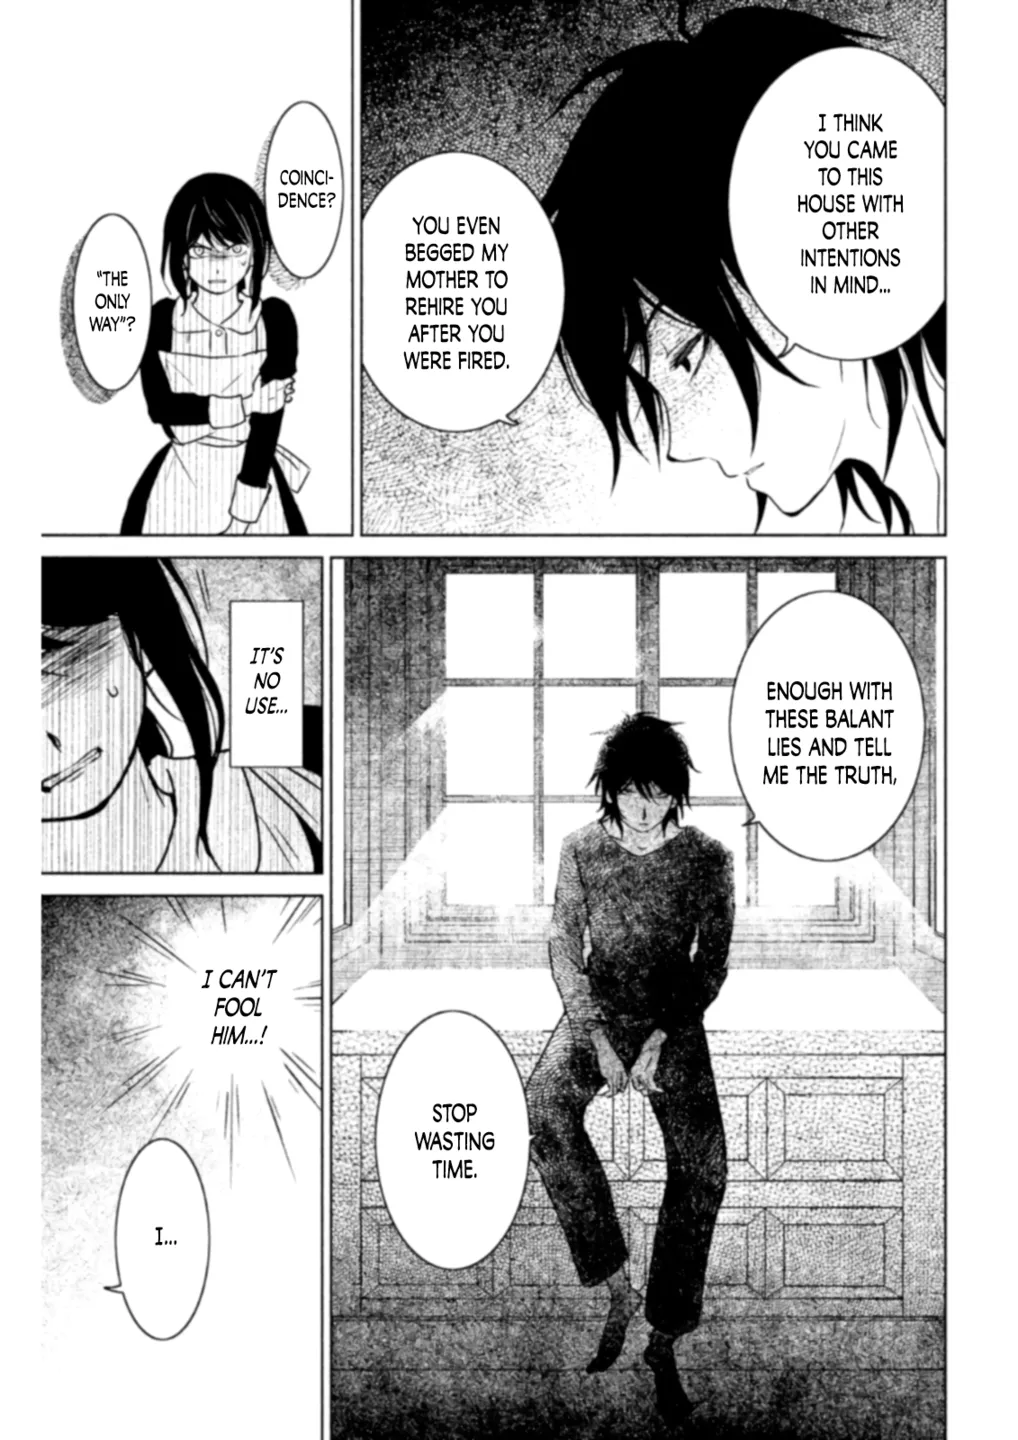 I THINK
YOU CAME
TO THIS
HOUSE WITH
OTHER
INTENTIONS
IN MIND...
YOU EVEN
BEGGED MY
MOTHER TO
REHIRE YOU
AFTER YOU
WERE FIRED.
COINCI-
DENCE?
"THE
ONLY
WAY"?
ENOUGH WITH
THESE BALANT
LIES AND TELL
ME THE TRUTH,
STOP
WASTING
TIME.
IT'S
NO
USE...
I CAN'T
FOOL
HIM...!
I...